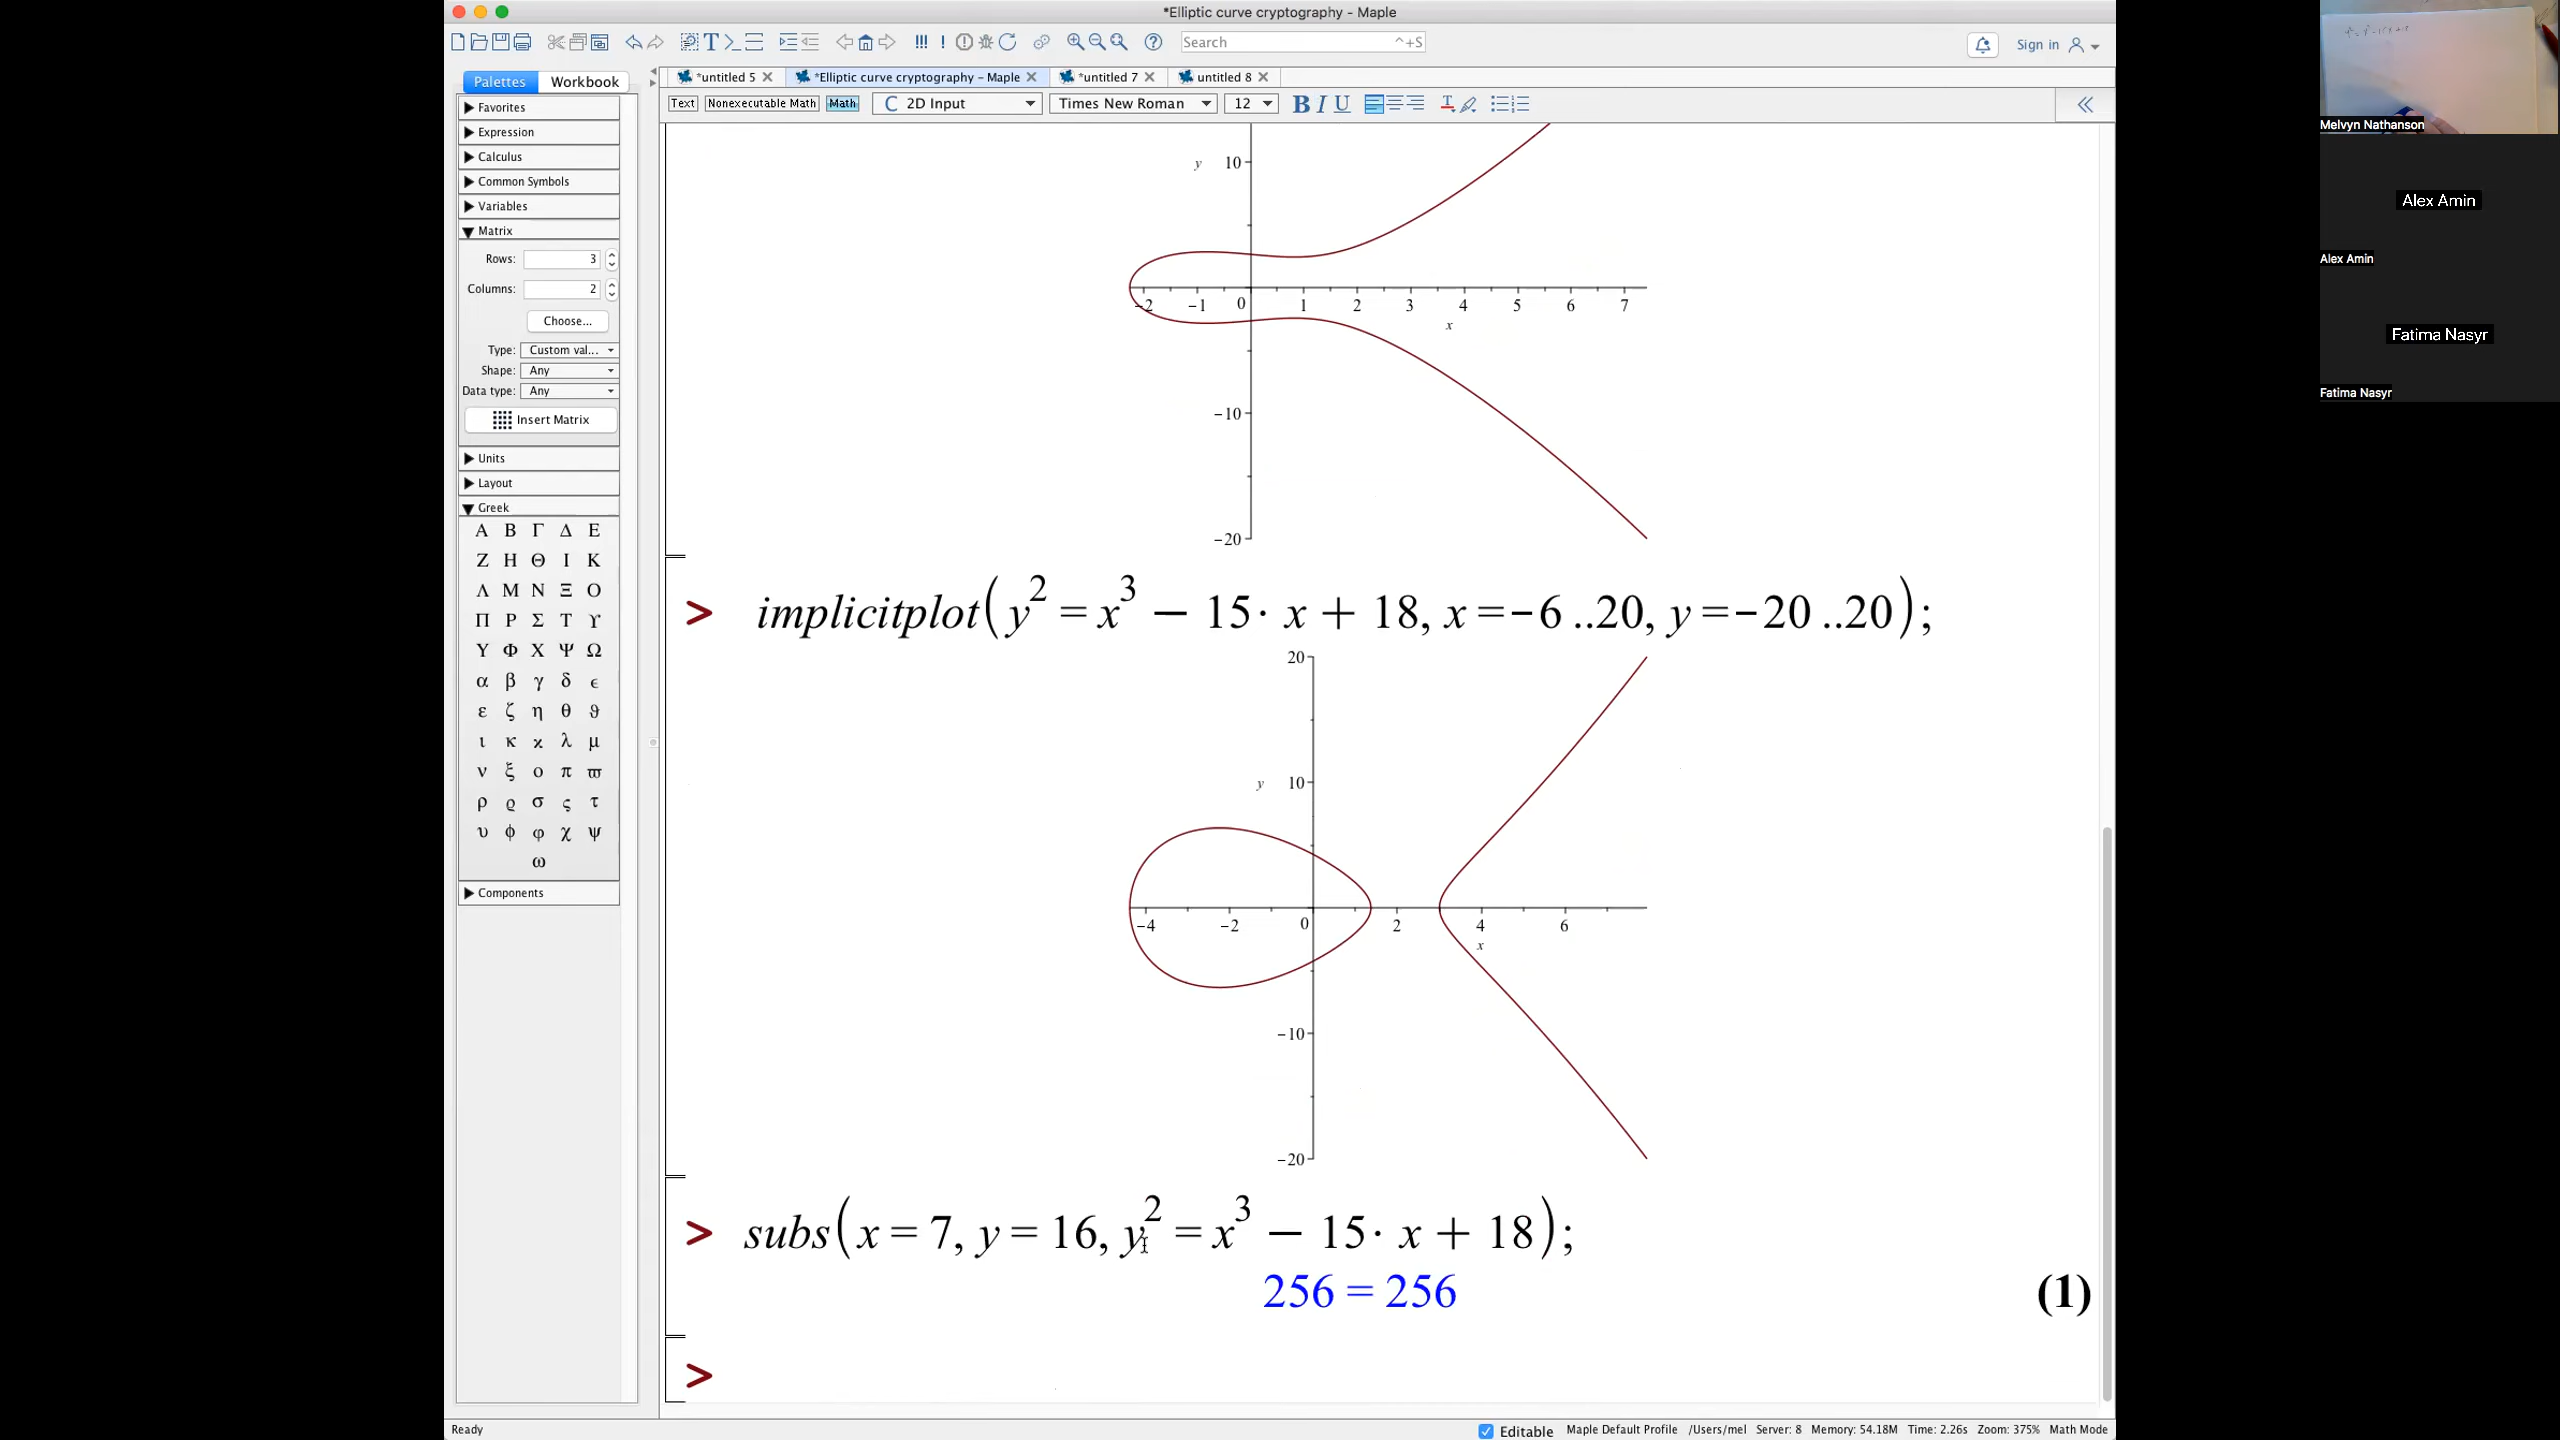 *Elliptic curve cryptography - Maple
Search ^+S
Sign in
Palettes Workbook
*untitled 5 *Elliptic curve cryptography - Maple *untitled 7 untitled 8
Text Nonexecutable Math Math C 2D Input Times New Roman 12 B I U
Favorites
Expression
Calculus
Common Symbols
Variables
Matrix
Rows: 3
Columns: 2
Choose...
Type: Custom val...
Shape: Any
Data type: Any
Insert Matrix
Units
Layout
Greek
Α Β Γ Δ Ε
Ζ Η Θ Ι Κ
Λ Μ Ν Ξ Ο
Π Ρ Σ Τ ϒ
Υ Φ Χ Ψ Ω
α β γ δ ϵ
ε ζ η θ ϑ
ι κ ϰ λ μ
ν ξ ο π ϖ
ρ ϱ σ ς τ
υ ϕ φ χ ψ
ω
Components
y 10
-2 -1 0 1 2 3 4 5 6 7
x
-10
-20
> implicitplot(y² = x³ − 15· x + 18, x =−6 ..20, y =−20 ..20);
20
y 10
-4 -2 0 2 4 6
x
-10
-20
> subs(x = 7, y = 16, y² = x³ − 15· x + 18);
256 = 256 (1)
>
Ready Editable Maple Default Profile /Users/mel Server: 8 Memory: 54.18M Time: 2.26s Zoom: 375% Math Mode
Melvyn Nathanson
Alex Amin
Alex Amin
Fatima Nasyr
Fatima Nasyr